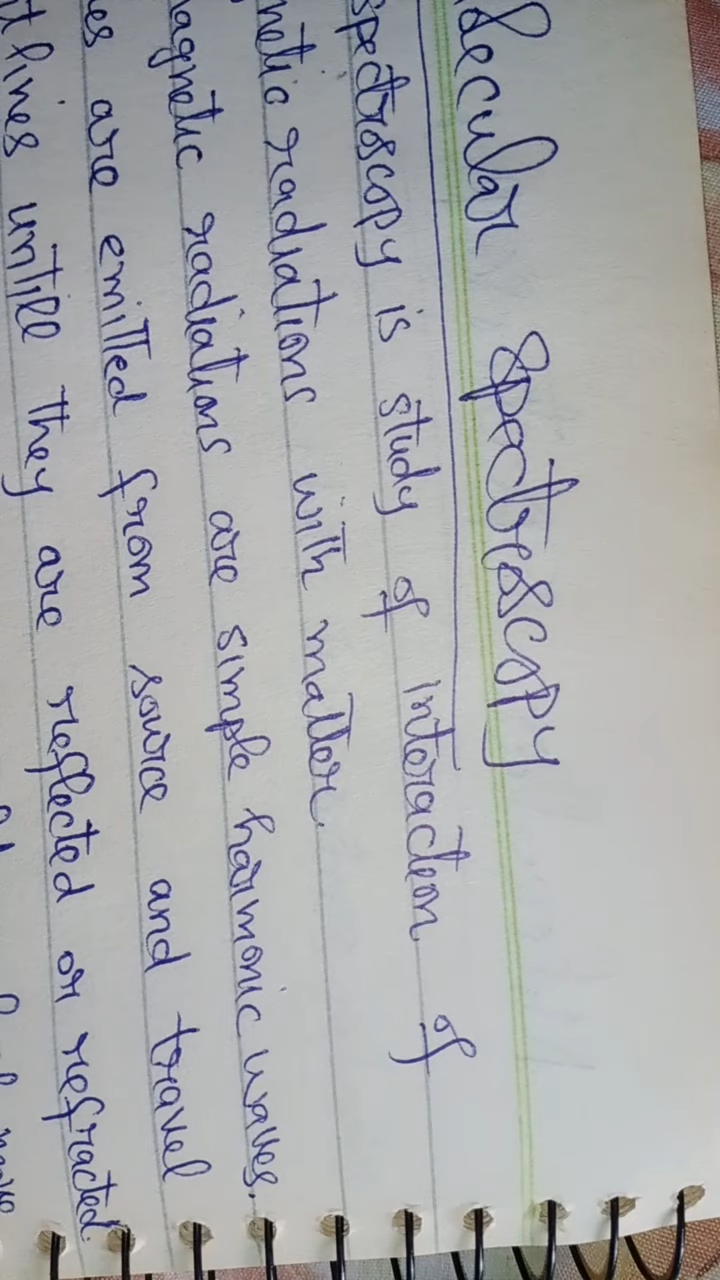 lecular spectroscopy
spectroscopy is study of interaction of
netic radiations with matter.
agnetic radiations are simple harmonic waves.
es are emitted from source and travel
t lines untill they are reflected or refracted.